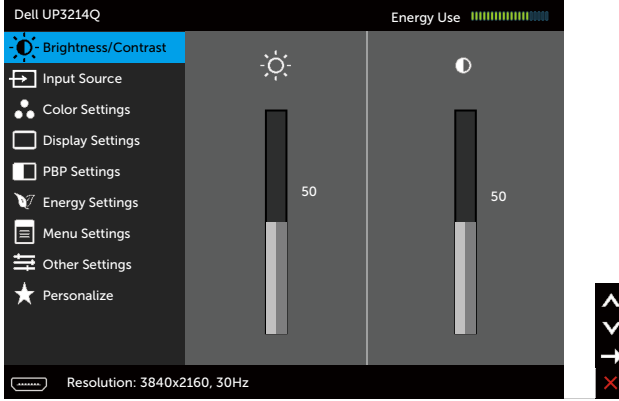 Dell UP3214Q
Energy Use
Brightness/Contrast
Input Source
Color Settings
Display Settings
PBP Settings
Energy Settings
Menu Settings
Other Settings
Personalize
50
50
Resolution: 3840x2160, 30Hz